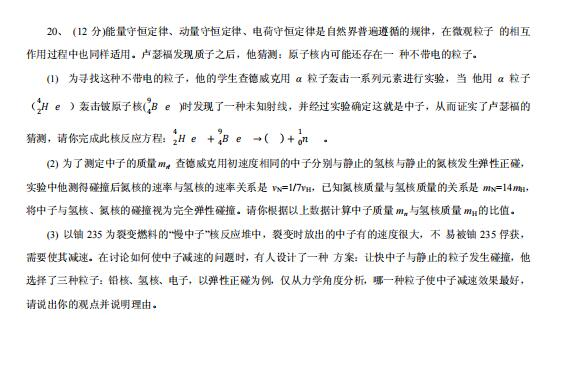 20、 (12 分)能量守恒定律、动量守恒定律、电荷守恒定律是自然界普遍遵循的规律，在微观粒子 的相互
作用过程中也同样适用。卢瑟福发现质子之后，他猜测：原子核内可能还存在一 种不带电的粒子。
(1) 为寻找这种不带电的粒子，他的学生查德威克用 α 粒子轰击一系列元素进行实验，当 他用 α 粒子
（⁴₂H e ）轰击铍原子核(⁹₄B e )时发现了一种未知射线，并经过实验确定这就是中子，从而证实了卢瑟福的
猜测，请你完成此核反应方程：⁴₂H e ＋⁹₄B e →( )＋¹₀n 。
(2) 为了测定中子的质量 mₙ，查德威克用初速度相同的中子分别与静止的氢核与静止的氮核发生弹性正碰，
实验中他测得碰撞后氮核的速率与氢核的速率关系是 vN=1/7vH，已知氮核质量与氢核质量的关系是 mN=14mH，
将中子与氢核、氮核的碰撞视为完全弹性碰撞。请你根据以上数据计算中子质量 mₙ与氢核质量 mH的比值。
(3) 以铀 235 为裂变燃料的“慢中子”核反应堆中，裂变时放出的中子有的速度很大，不 易被铀 235 俘获，
需要使其减速。在讨论如何使中子减速的问题时，有人设计了一种 方案：让快中子与静止的粒子发生碰撞，他
选择了三种粒子：铅核、氢核、电子，以弹性正碰为例，仅从力学角度分析，哪一种粒子使中子减速效果最好，
请说出你的观点并说明理由。